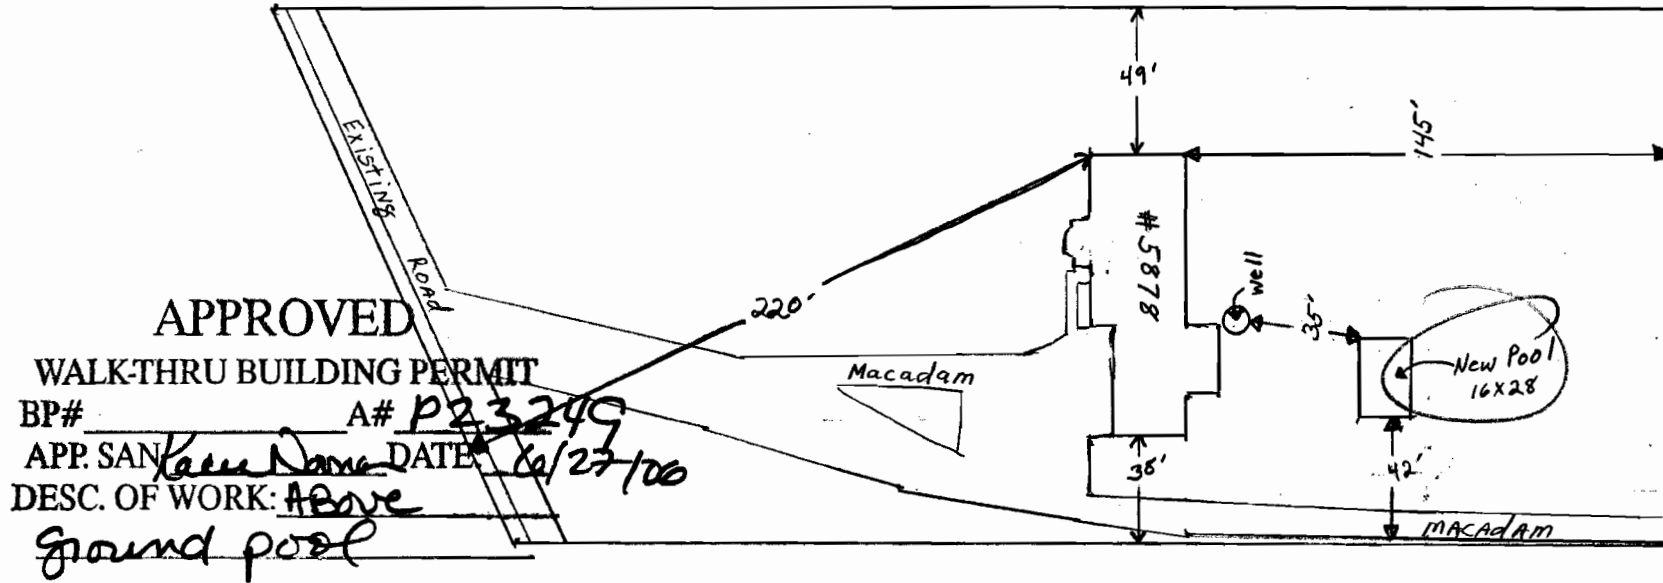 49'
145'
EXisting
ROAD
#5878
well
220'
35'
New Pool
16X28
Macadam
38'
42'
MACAdAM
APPROVED
WALK-THRU BUILDING PERMIT
BP# A# P23249
APP. SAN DATE 6/27/06
DESC. OF WORK: ABove
ground pool